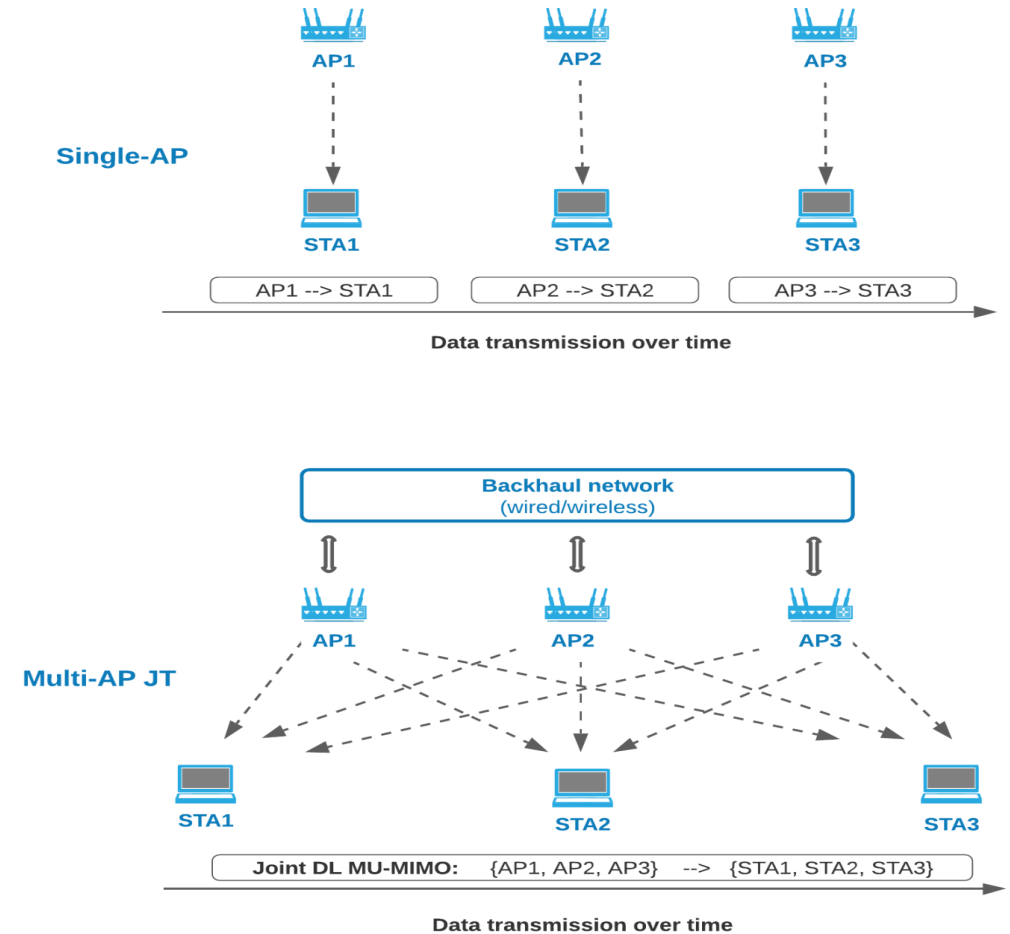 AP1
AP2
AP3
Single-AP
STA1
STA2
STA3
AP1 --> STA1
AP2 --> STA2
AP3 --> STA3
Data transmission over time
Backhaul network
(wired/wireless)
AP1
AP2
AP3
Multi-AP JT
STA1
STA2
STA3
Joint DL MU-MIMO: {AP1, AP2, AP3} --> {STA1, STA2, STA3}
Data transmission over time